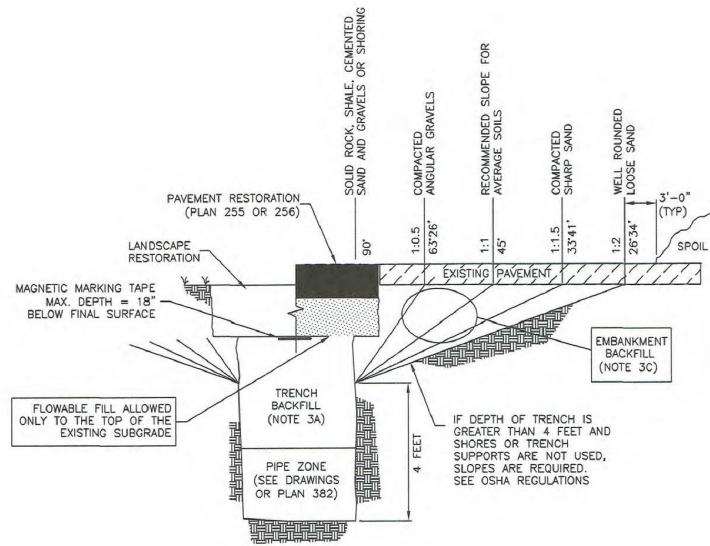 SOLID ROCK, SHALE, CEMENTED
SAND AND GRAVELS OR SHORING
COMPACTED
ANGULAR GRAVELS
RECOMMENDED SLOPE FOR
AVERAGE SOILS
COMPACTED
SHARP SAND
WELL ROUNDED
LOOSE SAND
3'-0"
(TYP)
SPOIL
90'
1:0.5
63'26'
1:1
45'
1:1.5
33'41'
1:2
26'34'
PAVEMENT RESTORATION
(PLAN 255 OR 256)
LANDSCAPE
RESTORATION
EXISTING PAVEMENT
MAGNETIC MARKING TAPE
MAX. DEPTH = 18"
BELOW FINAL SURFACE
EMBANKMENT
BACKFILL
(NOTE 3C)
FLOWABLE FILL ALLOWED
ONLY TO THE TOP OF THE
EXISTING SUBGRADE
TRENCH
BACKFILL
(NOTE 3A)
4 FEET
IF DEPTH OF TRENCH IS
GREATER THAN 4 FEET AND
SHORES OR TRENCH
SUPPORTS ARE NOT USED,
SLOPES ARE REQUIRED.
SEE OSHA REGULATIONS
PIPE ZONE
(SEE DRAWINGS
OR PLAN 382)